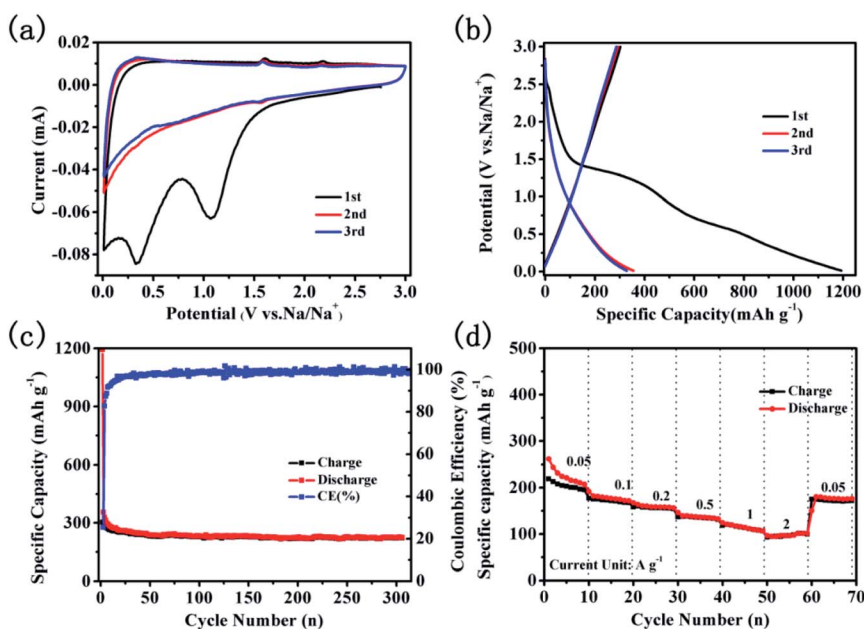 (a)
0.02
0.00
-0.02
-0.04
-0.06
-0.08
Current (mA)
1st
2nd
3rd
0.0 0.5 1.0 1.5 2.0 2.5 3.0
Potential (V vs.Na/Na⁺)
(b)
3.0
2.5
2.0
1.5
1.0
0.5
0.0
Potential (V vs.Na/Na⁺)
1st
2nd
3rd
0 200 400 600 800 1000 1200
Specific Capacity(mAh g⁻¹)
(c)
1200
1050
900
750
600
450
300
150
0
Specific Capacity (mAh g⁻¹)
Charge
Discharge
CE(%)
100
80
60
40
20
0
Coulombic Efficiency (%)
0 50 100 150 200 250 300
Cycle Number (n)
(d)
500
400
300
200
100
0
Specific capacity (mAh g⁻¹)
Charge
Discharge
0.05
0.1
0.2
0.5
1
2
0.05
Current Unit: A g⁻¹
0 10 20 30 40 50 60 70
Cycle Number (n)